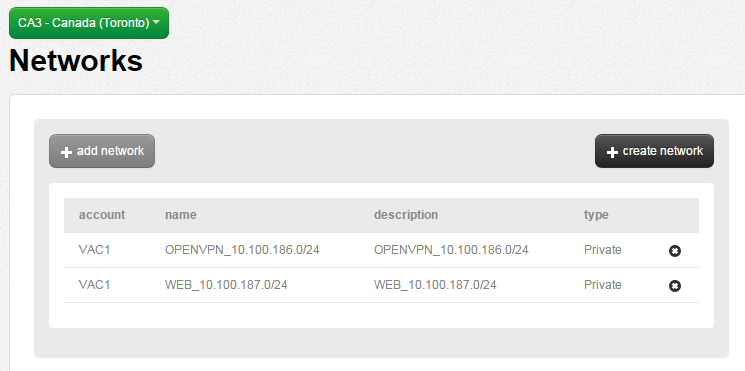 CA3 - Canada (Toronto)
Networks
add network
create network
account name description type
VAC1 OPENVPN_10.100.186.0/24 OPENVPN_10.100.186.0/24 Private
VAC1 WEB_10.100.187.0/24 WEB_10.100.187.0/24 Private